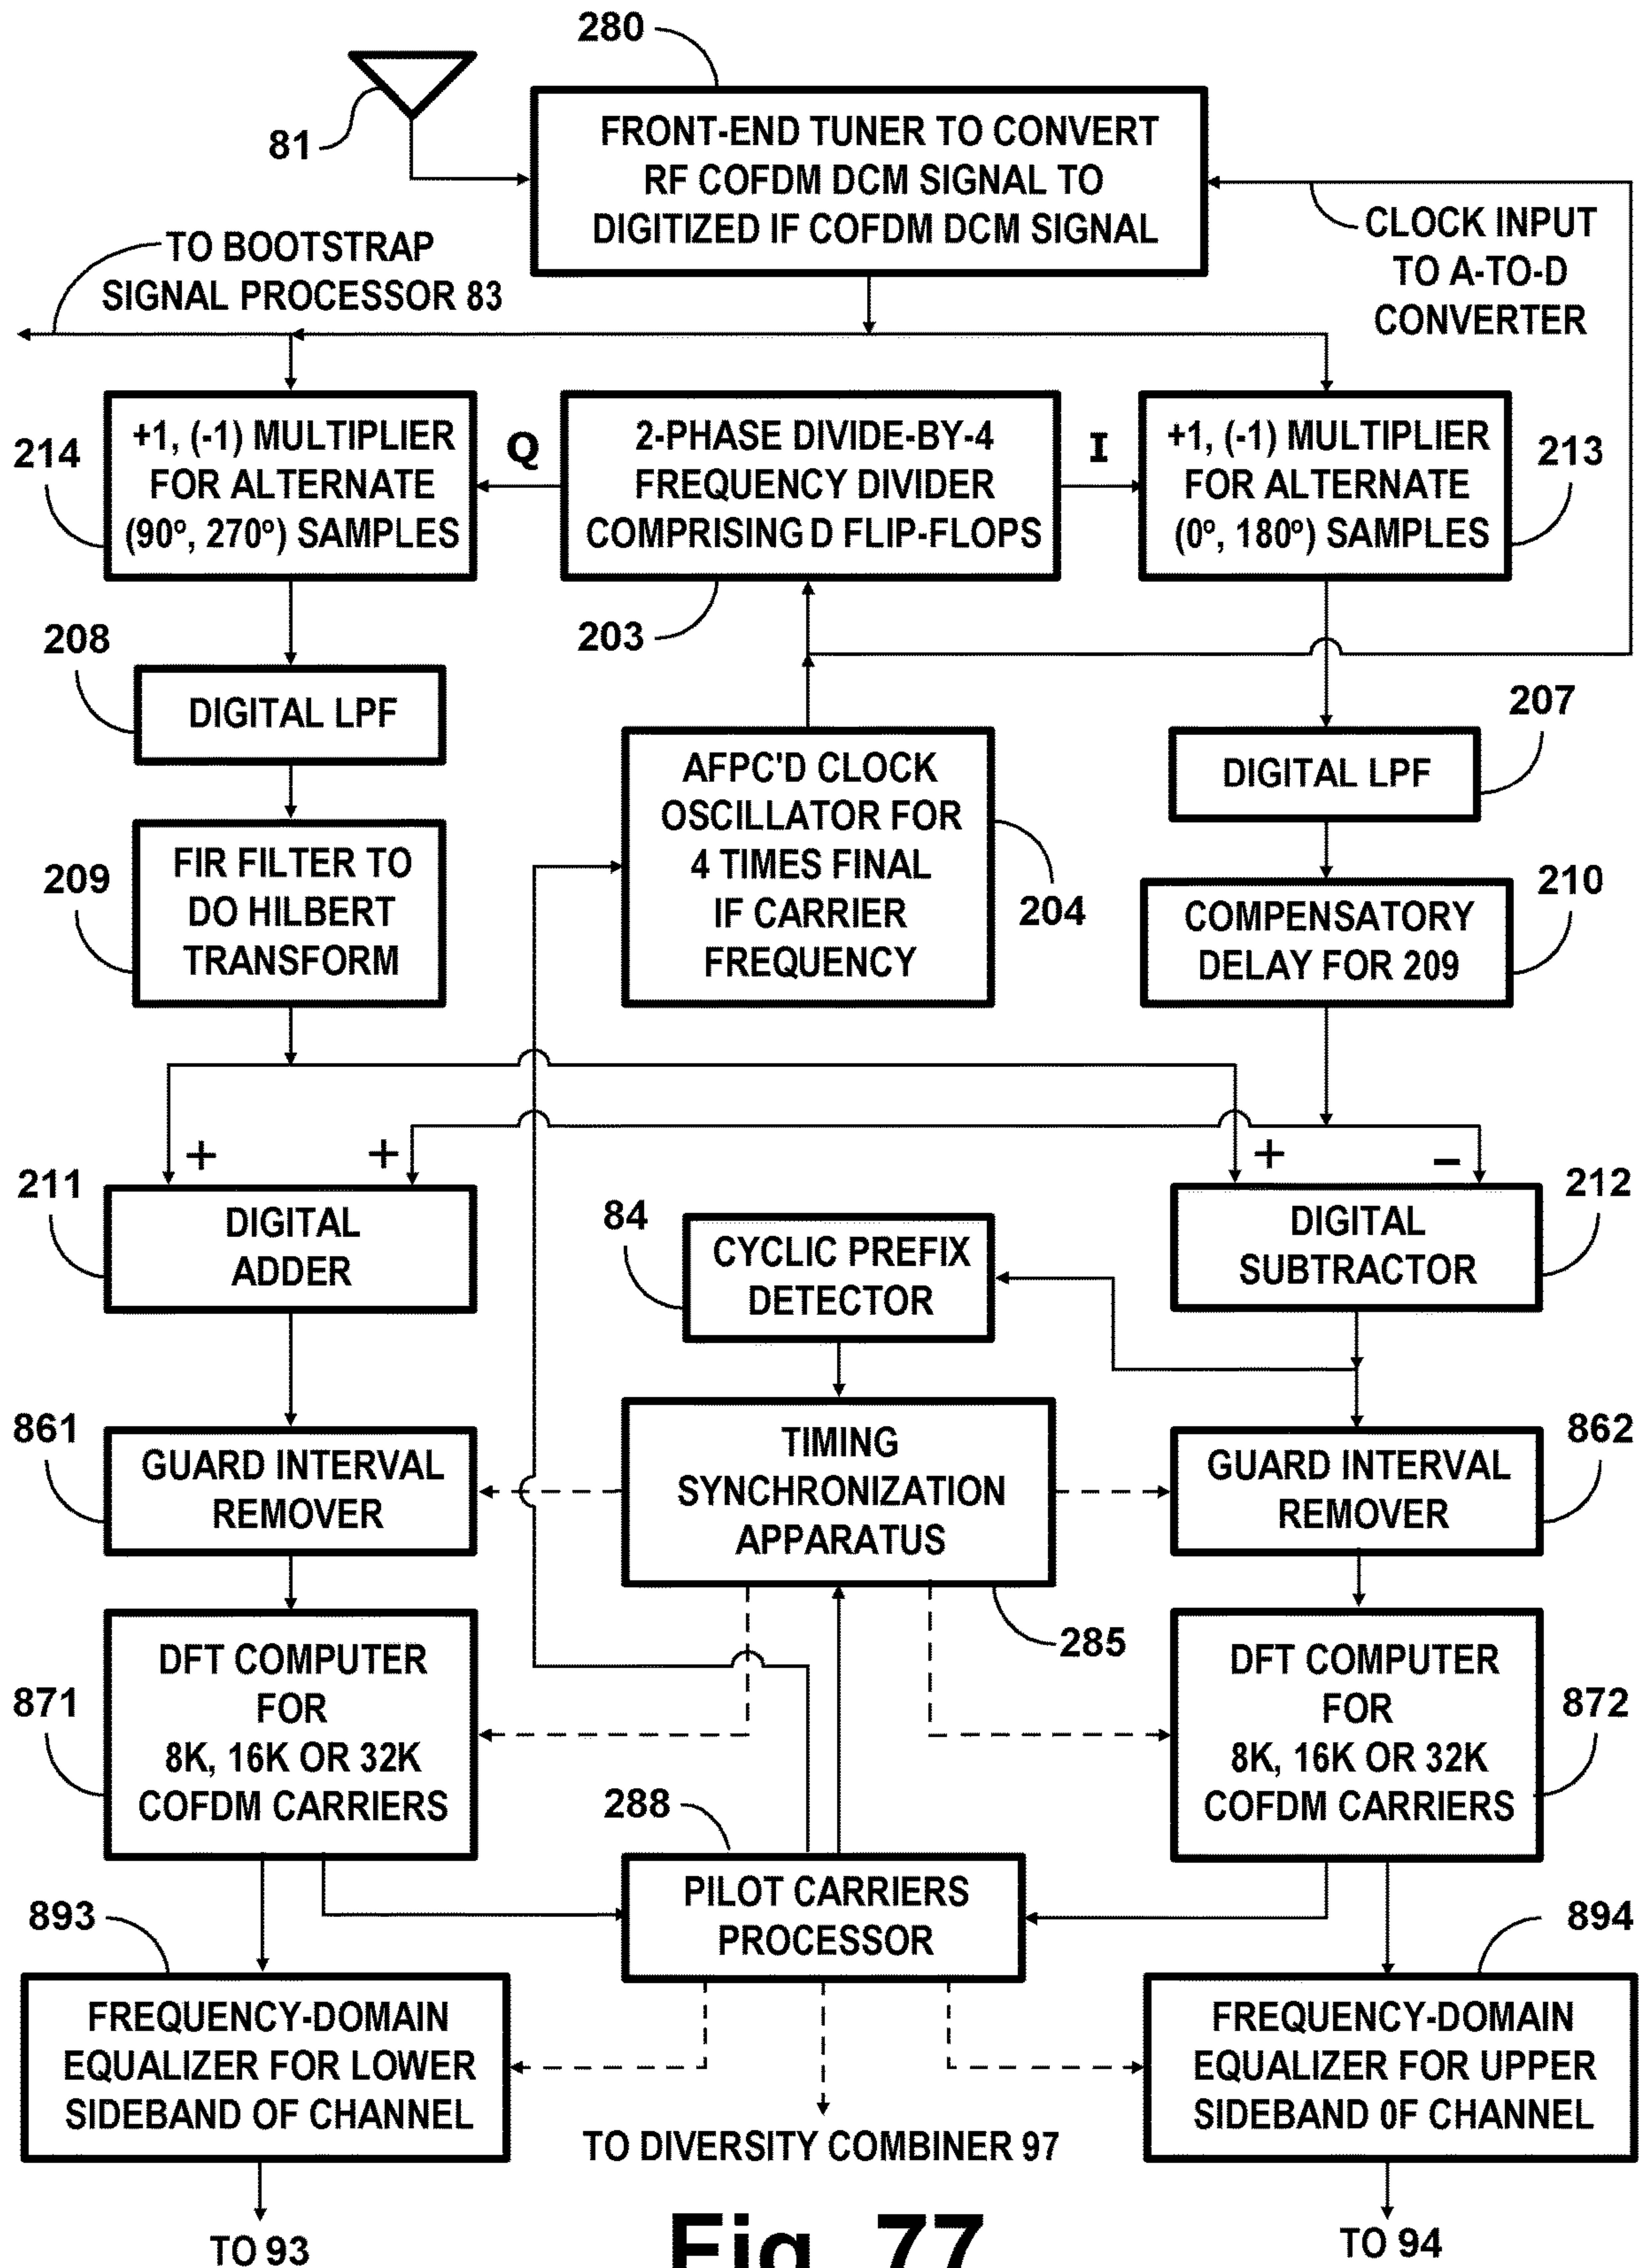 280
81
FRONT-END TUNER TO CONVERT
RF COFDM DCM SIGNAL TO
DIGITIZED IF COFDM DCM SIGNAL
CLOCK INPUT
TO A-TO-D
CONVERTER
TO BOOTSTRAP
SIGNAL PROCESSOR 83
214
+1, (-1) MULTIPLIER
FOR ALTERNATE
(90º, 270º) SAMPLES
Q
2-PHASE DIVIDE-BY-4
FREQUENCY DIVIDER
COMPRISING D FLIP-FLOPS
I
+1, (-1) MULTIPLIER
FOR ALTERNATE
(0º, 180º) SAMPLES
213
208
203
DIGITAL LPF
207
DIGITAL LPF
AFPC'D CLOCK
OSCILLATOR FOR
4 TIMES FINAL
IF CARRIER
FREQUENCY
204
209
FIR FILTER TO
DO HILBERT
TRANSFORM
210
COMPENSATORY
DELAY FOR 209
+
+
+
–
211
DIGITAL
ADDER
84
CYCLIC PREFIX
DETECTOR
212
DIGITAL
SUBTRACTOR
861
GUARD INTERVAL
REMOVER
TIMING
SYNCHRONIZATION
APPARATUS
862
GUARD INTERVAL
REMOVER
285
871
DFT COMPUTER
FOR
8K, 16K OR 32K
COFDM CARRIERS
872
DFT COMPUTER
FOR
8K, 16K OR 32K
COFDM CARRIERS
288
PILOT CARRIERS
PROCESSOR
893
894
FREQUENCY-DOMAIN
EQUALIZER FOR LOWER
SIDEBAND OF CHANNEL
FREQUENCY-DOMAIN
EQUALIZER FOR UPPER
SIDEBAND 0F CHANNEL
TO DIVERSITY COMBINER 97
TO 93
TO 94
Fig. 77